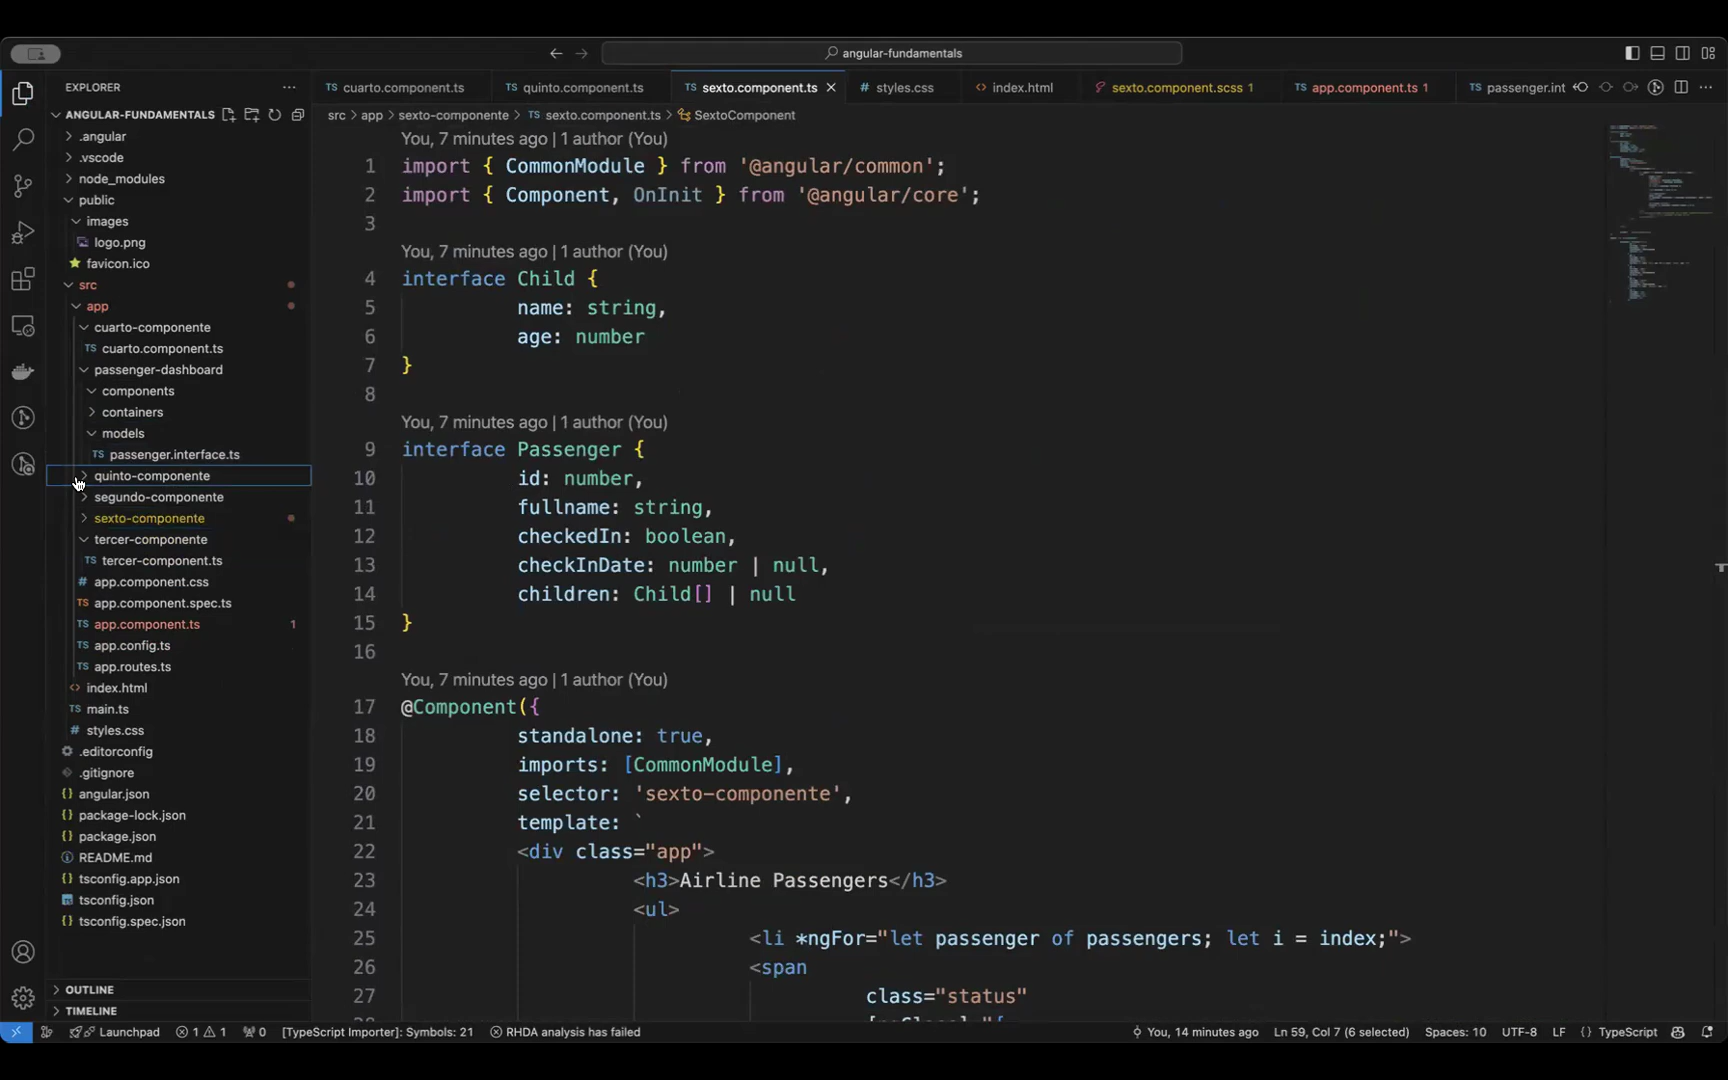 angular-fundamentals
EXPLORER
cuarto.component.ts
quinto.component.ts
sexto.component.ts
styles.css
index.html
sexto.component.scss 1
app.component.ts 1
passenger.int
ANGULAR-FUNDAMENTALS
src > app > sexto-componente > TS sexto.component.ts > SextoComponent
.angular
.vscode
node_modules
public
images
logo.png
favicon.ico
src
app
cuarto-componente
TS cuarto.component.ts
passenger-dashboard
components
containers
models
TS passenger.interface.ts
quinto-componente
segundo-componente
sexto-componente
tercer-componente
TS tercer-component.ts
# app.component.css
TS app.component.spec.ts
TS app.component.ts 1
TS app.config.ts
TS app.routes.ts
<> index.html
TS main.ts
# styles.css
.editorconfig
.gitignore
{} angular.json
{} package-lock.json
{} package.json
README.md
{} tsconfig.app.json
tsconfig.json
{} tsconfig.spec.json
OUTLINE
TIMELINE
You, 7 minutes ago | 1 author (You)
1 import { CommonModule } from '@angular/common';
2 import { Component, OnInit } from '@angular/core';
3
You, 7 minutes ago | 1 author (You)
4 interface Child {
5 name: string,
6 age: number
7 }
8
You, 7 minutes ago | 1 author (You)
9 interface Passenger {
10 id: number,
11 fullname: string,
12 checkedIn: boolean,
13 checkInDate: number | null,
14 children: Child[] | null
15 }
16
You, 7 minutes ago | 1 author (You)
17 @Component({
18 standalone: true,
19 imports: [CommonModule],
20 selector: 'sexto-componente',
21 template: `
22 <div class="app">
23 <h3>Airline Passengers</h3>
24 <ul>
25 <li *ngFor="let passenger of passengers; let i = index;">
26 <span
27 class="status"
Launchpad 1 1 0 [TypeScript Importer]: Symbols: 21 RHDA analysis has failed You, 14 minutes ago Ln 59, Col 7 (6 selected) Spaces: 10 UTF-8 LF {} TypeScript